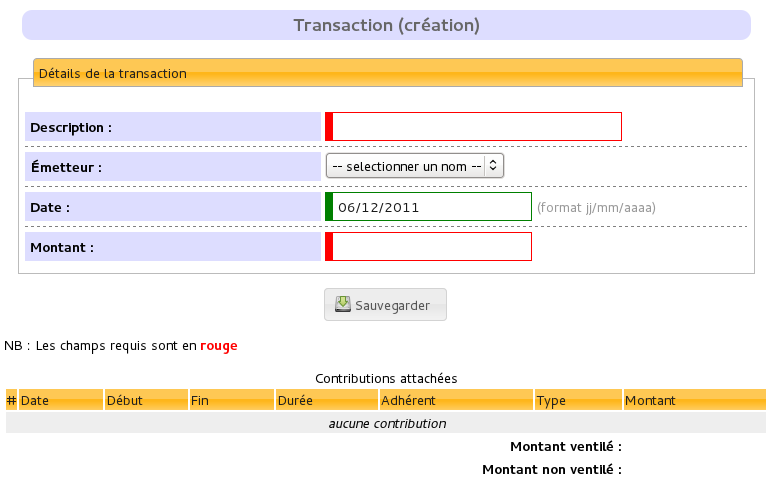 Transaction (création)
Détails de la transaction
Description :
Émetteur : -- selectionner un nom --
Date : 06/12/2011 (format jj/mm/aaaa)
Montant :
Sauvegarder
NB : Les champs requis sont en rouge
Contributions attachées
# Date Début Fin Durée Adhérent Type Montant
aucune contribution
Montant ventilé :
Montant non ventilé :